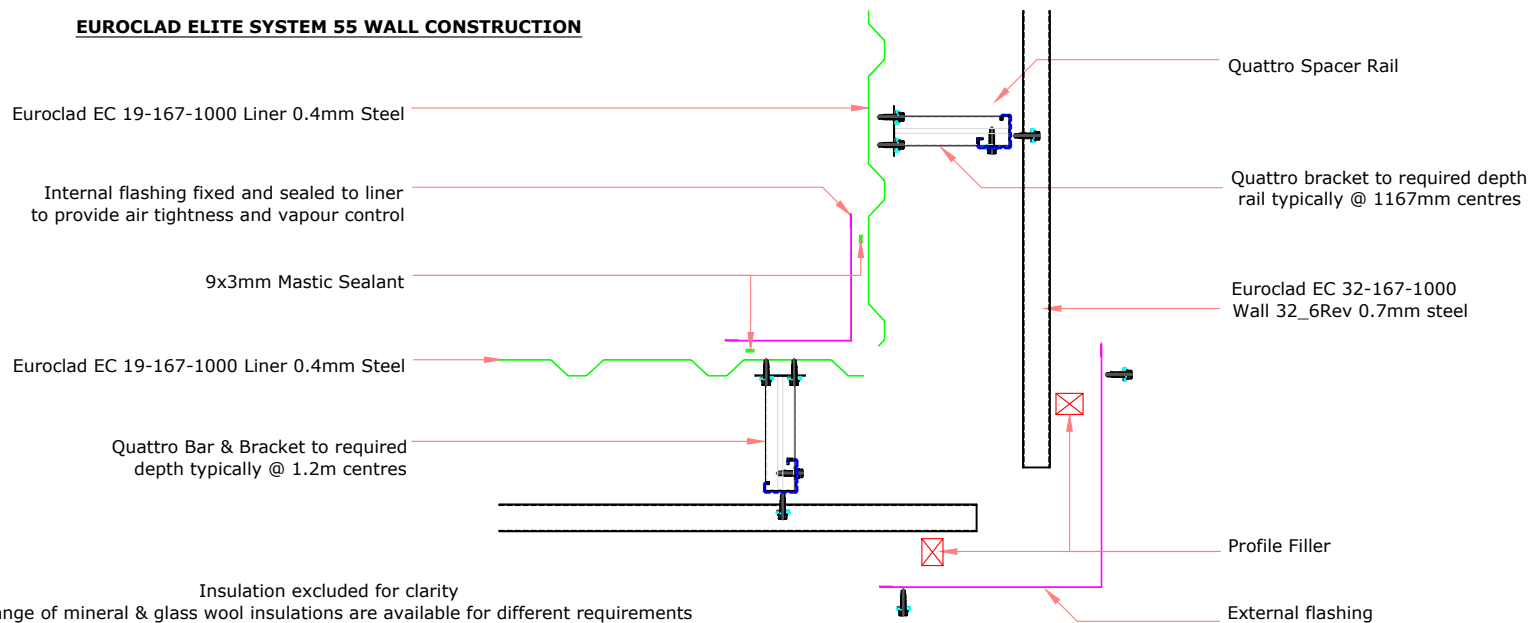 EUROCLAD ELITE SYSTEM 55 WALL CONSTRUCTION
Quattro Spacer Rail
Euroclad EC 19-167-1000 Liner 0.4mm Steel
Quattro bracket to required depth
rail typically @ 1167mm centres
Internal flashing fixed and sealed to liner
to provide air tightness and vapour control
9x3mm Mastic Sealant
Euroclad EC 32-167-1000
Wall 32_6Rev 0.7mm steel
Euroclad EC 19-167-1000 Liner 0.4mm Steel
Quattro Bar & Bracket to required
depth typically @ 1.2m centres
Profile Filler
Insulation excluded for clarity
of mineral & glass wool insulations are available for different requirements
External flashing